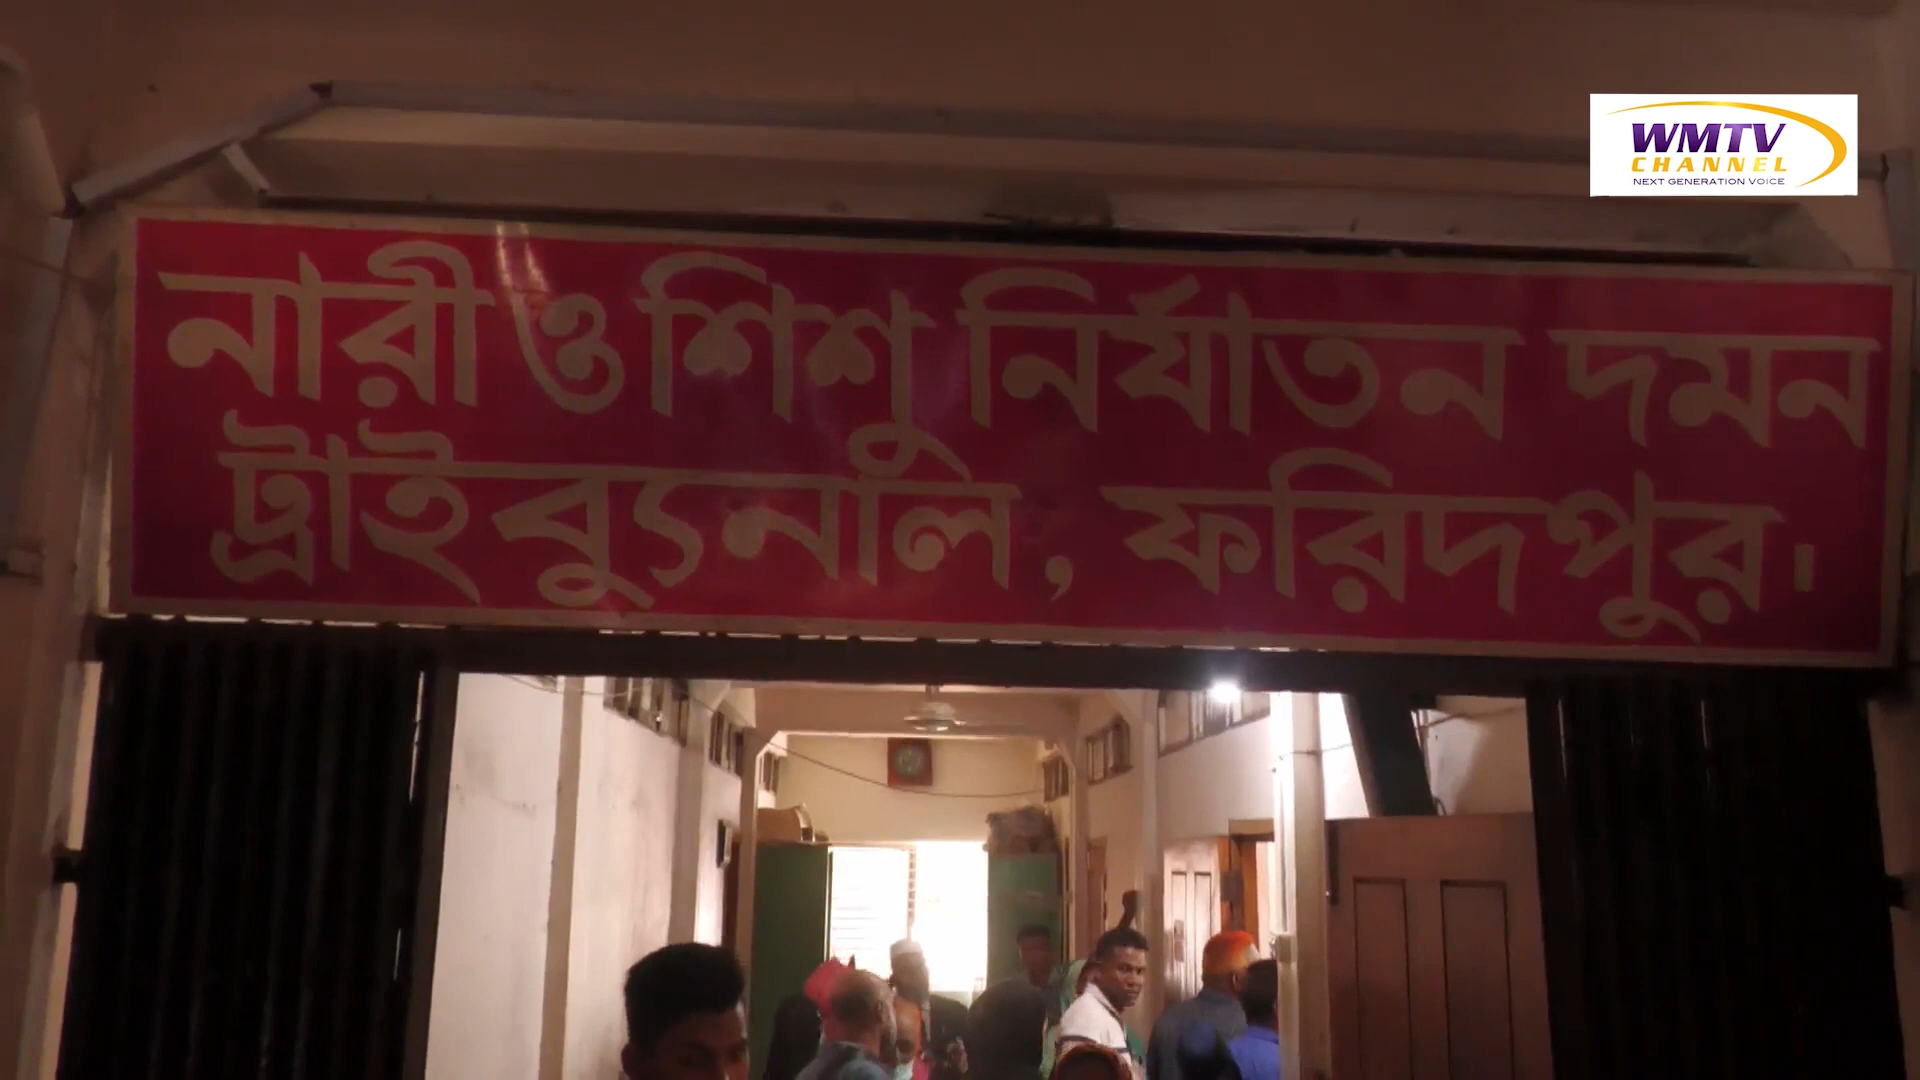 WMTV
CHANNEL
NEXT GENERATION VOICE
নারী ও শিশু নির্যাতন দমন
ট্রাইব্যুনাল, ফরিদপুর।